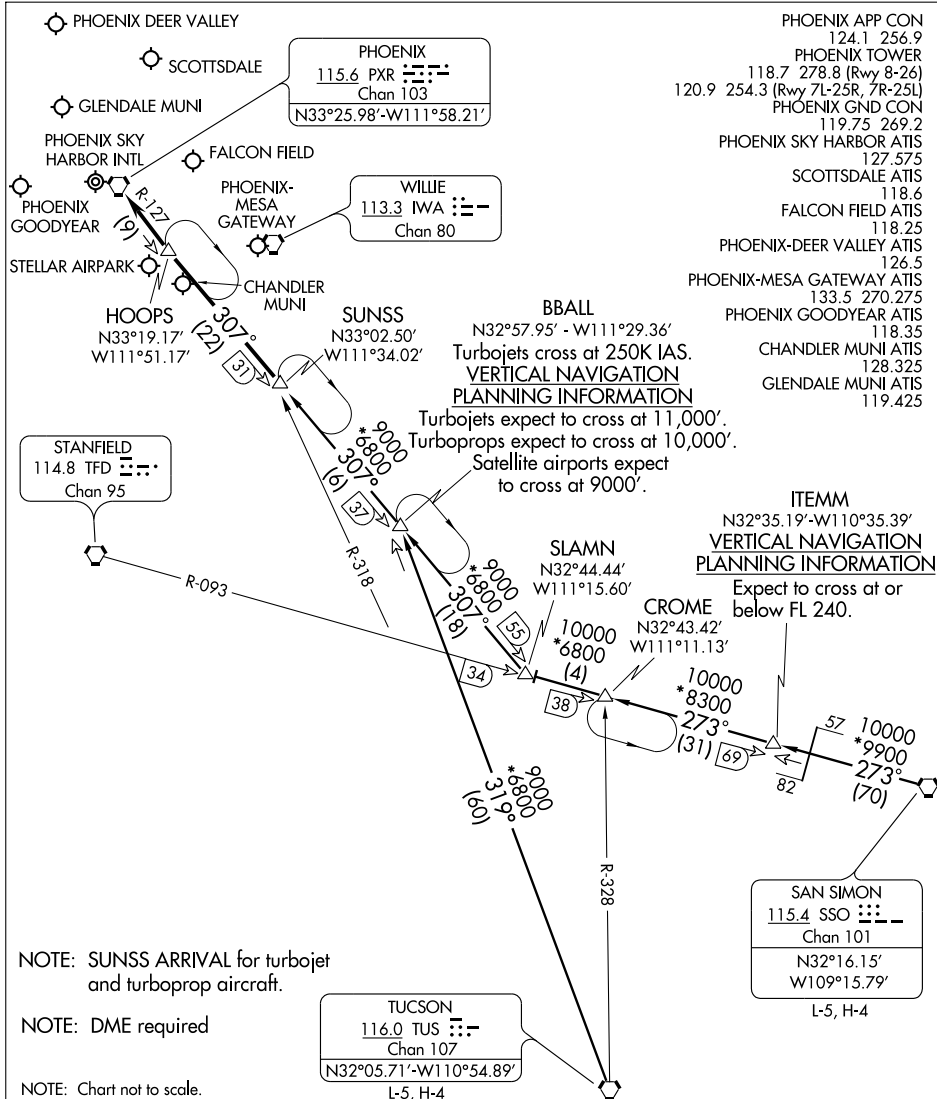 PHOENIX DEER VALLEY
SCOTTSDALE
GLENDALE MUNI
PHOENIX SKY
HARBOR INTL
FALCON FIELD
PHOENIX
GOODYEAR
PHOENIX-
MESA
GATEWAY
STELLAR AIRPARK
CHANDLER
MUNI
PHOENIX
115.6 PXR
Chan 103
N33°25.98'-W111°58.21'
WILLIE
113.3 IWA
Chan 80
PHOENIX APP CON
124.1 256.9
PHOENIX TOWER
118.7 278.8 (Rwy 8-26)
120.9 254.3 (Rwy 7L-25R, 7R-25L)
PHOENIX GND CON
119.75 269.2
PHOENIX SKY HARBOR ATIS
127.575
SCOTTSDALE ATIS
118.6
FALCON FIELD ATIS
118.25
PHOENIX-DEER VALLEY ATIS
126.5
PHOENIX-MESA GATEWAY ATIS
133.5 270.275
PHOENIX GOODYEAR ATIS
118.35
CHANDLER MUNI ATIS
128.325
GLENDALE MUNI ATIS
119.425
R-127
(9)
HOOPS
N33°19.17'
W111°51.17'
307°
(22)
31
SUNSS
N33°02.50'
W111°34.02'
BBALL
N32°57.95' - W111°29.36'
Turbojets cross at 250K IAS.
VERTICAL NAVIGATION
PLANNING INFORMATION
Turbojets expect to cross at 11,000'.
Turboprops expect to cross at 10,000'.
Satellite airports expect
to cross at 9000'.
9000
*6800
307°
(6)
37
STANFIELD
114.8 TFD
Chan 95
R-093
R-318
9000
*6800
307°
(18)
55
34
SLAMN
N32°44.44'
W111°15.60'
10000
*6800
(4)
38
CROME
N32°43.42'
W111°11.13'
ITEMM
N32°35.19'-W110°35.39'
VERTICAL NAVIGATION
PLANNING INFORMATION
Expect to cross at or
below FL 240.
10000
*8300
273°
(31)
69
57
82
10000
*9900
273°
(70)
9000
*6800
319°
(60)
R-328
SAN SIMON
115.4 SSO
Chan 101
N32°16.15'
W109°15.79'
L-5, H-4
TUCSON
116.0 TUS
Chan 107
N32°05.71'-W110°54.89'
L-5, H-4
NOTE: SUNSS ARRIVAL for turbojet
and turboprop aircraft.
NOTE: DME required
NOTE: Chart not to scale.